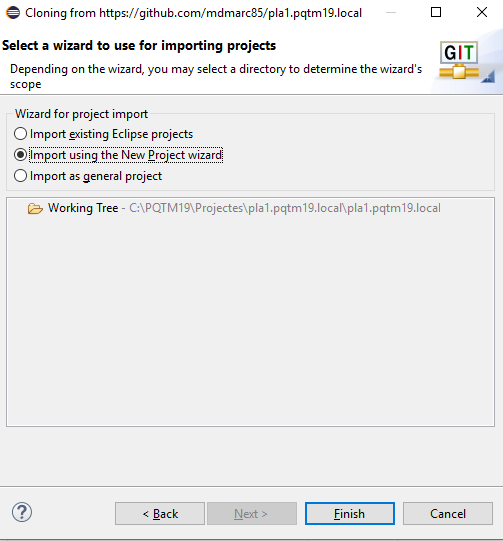 Cloning from https://github.com/mdmarc85/pla1.pqtm19.local
Select a wizard to use for importing projects
Depending on the wizard, you may select a directory to determine the wizard's
scope
GIT
Wizard for project import
Import existing Eclipse projects
Import using the New Project wizard
Import as general project
Working Tree - C:\PQTM19\Projectes\pla1.pqtm19.local\pla1.pqtm19.local
?
< Back
Next >
Finish
Cancel